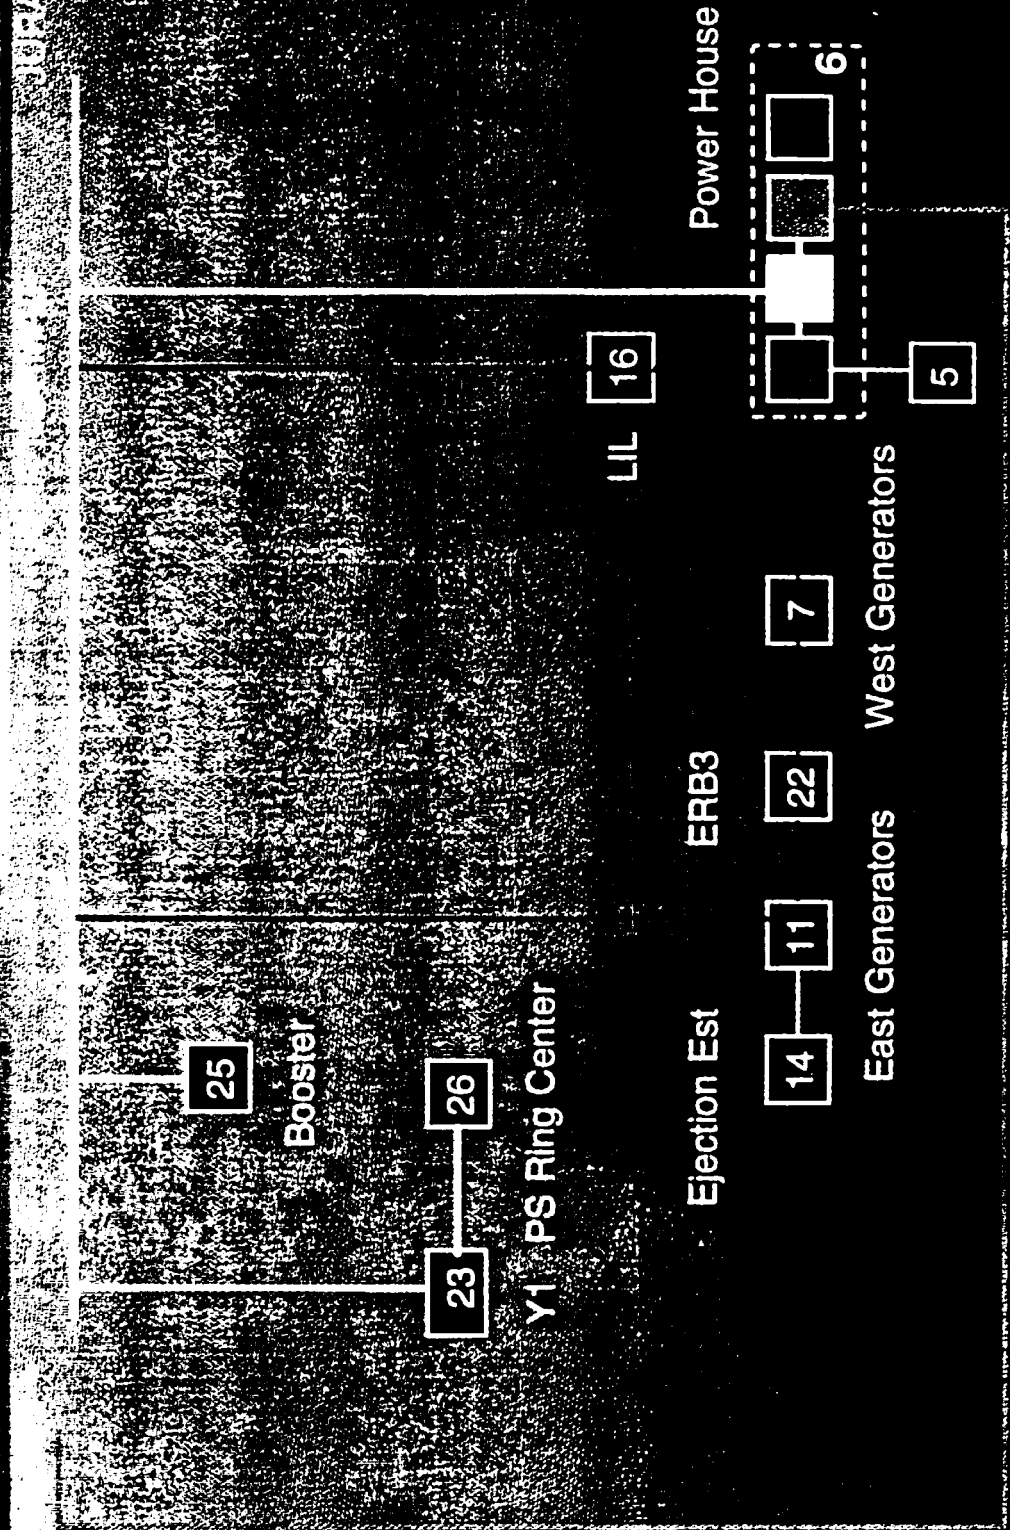 25
Booster
23 26
Y1 PS Ring Center
LIL 16
Ejection Est ERB3 Power House
14 11 22 7
6
East Generators West Generators
5